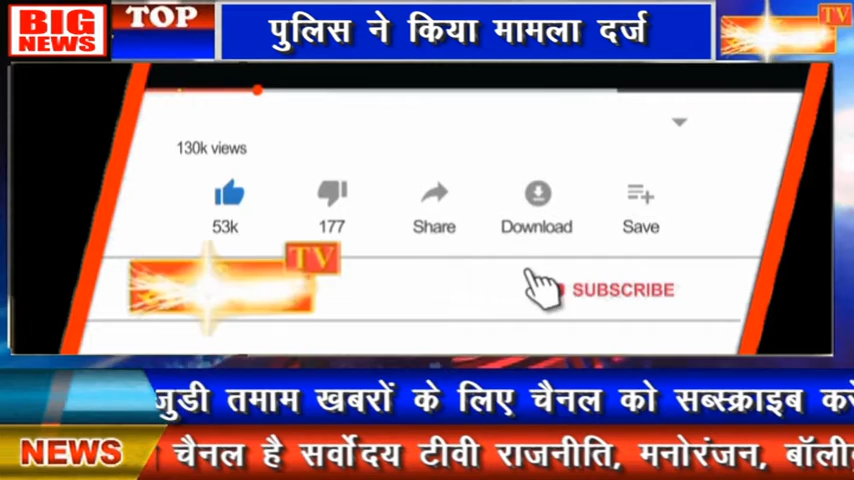 BIG
NEWS
TOP
पुलिस ने किया मामला दर्ज
TV
130k views
53k
177
Share
Download
Save
TV
SUBSCRIBE
जुडी तमाम खबरों के लिए चैनल को सब्स्क्राइब करे
NEWS
चैनल है सर्वोदय टीवी राजनीति, मनोरंजन,